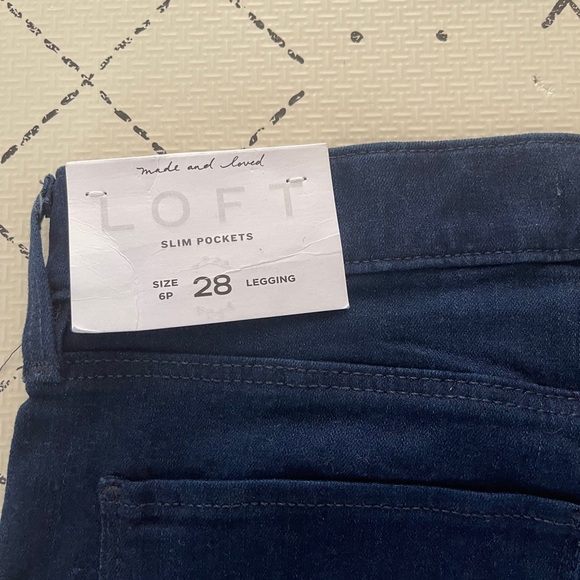 made and loved
LOFT
SLIM POCKETS
SIZE 6P 28 LEGGING